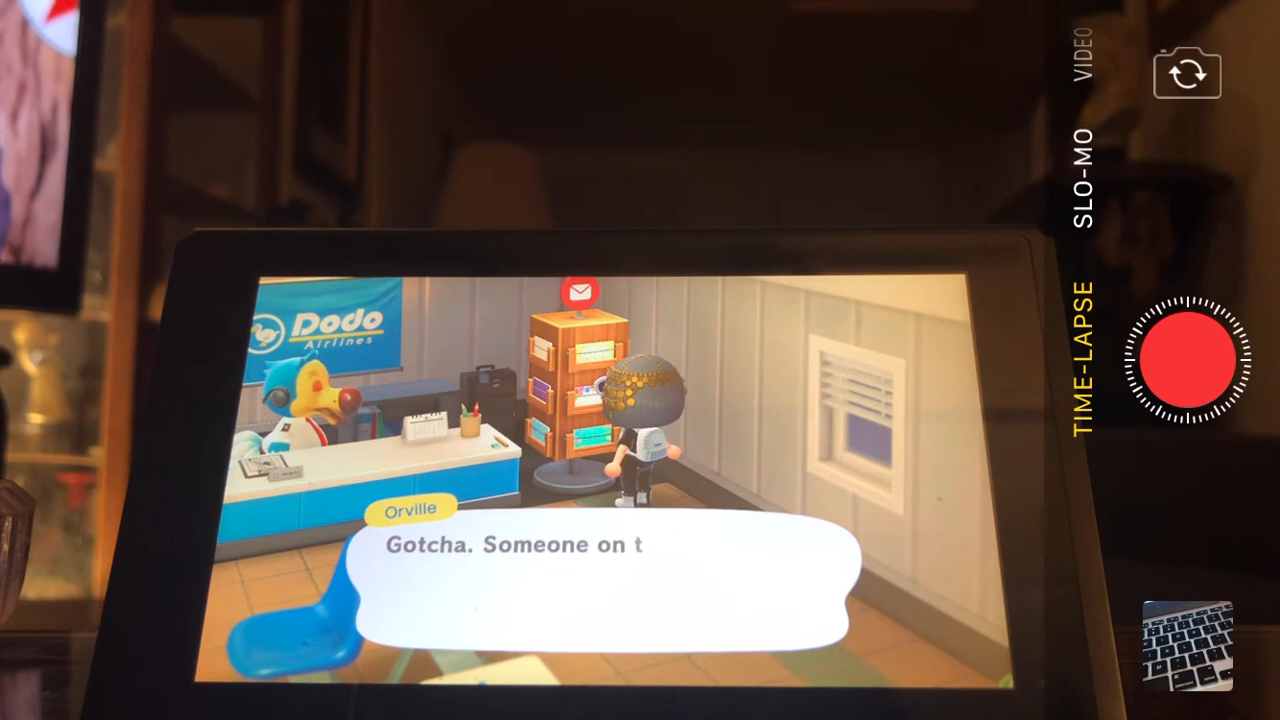 Dodo
Airlines
Orville
Gotcha. Someone on t
VIDEO
SLO-MO
TIME-LAPSE